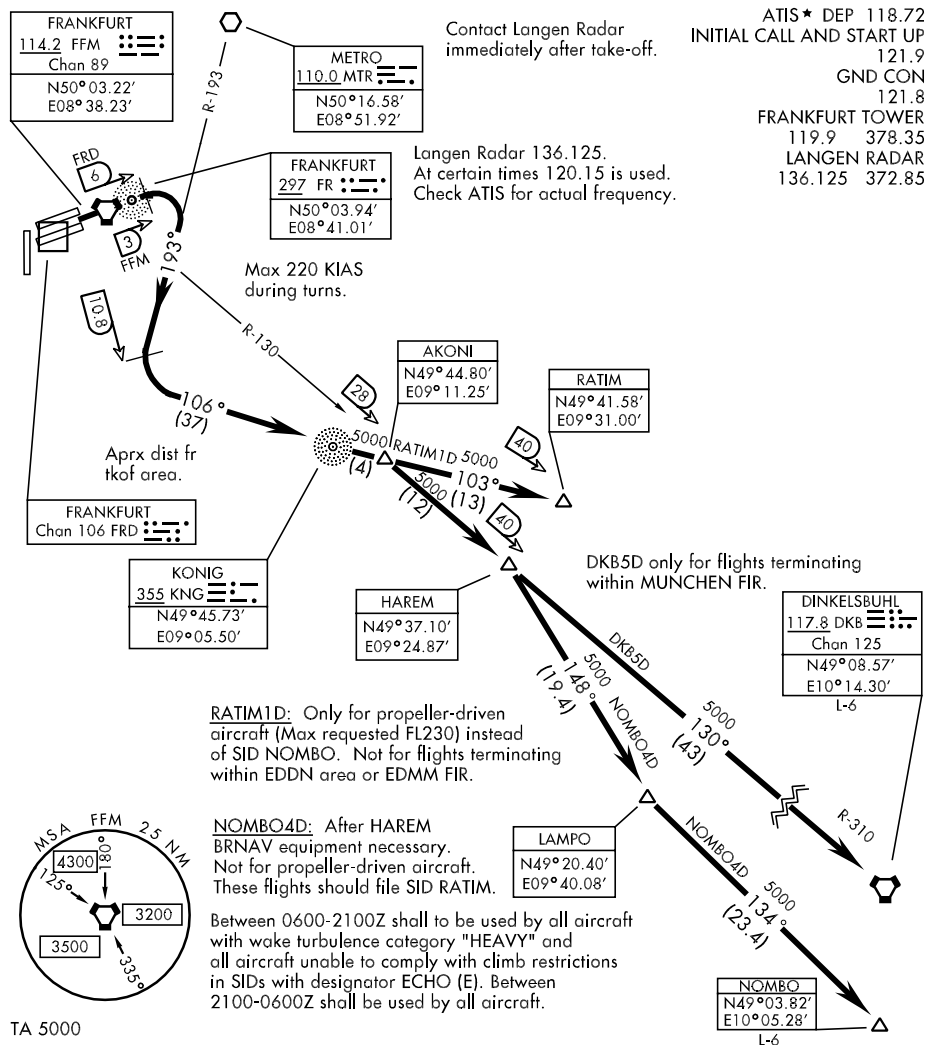 FRANKFURT
114.2 FFM
Chan 89
N50°03.22'
E08°38.23'
METRO
110.0 MTR
N50°16.58'
E08°51.92'
Contact Langen Radar
immediately after take-off.
ATIS★ DEP 118.72
INITIAL CALL AND START UP
121.9
GND CON
121.8
FRANKFURT TOWER
119.9 378.35
LANGEN RADAR
136.125 372.85
R-193
FRD
6
3
FFM
FRANKFURT
297 FR
N50°03.94'
E08°41.01'
Langen Radar 136.125.
At certain times 120.15 is used.
Check ATIS for actual frequency.
193°
Max 220 KIAS
during turns.
10.8
R-130
106°
(37)
Aprx dist fr
tkof area.
28
AKONI
N49°44.80'
E09°11.25'
RATIM
N49°41.58'
E09°31.00'
5000 RATIM1D 5000
(4)
103°
(13)
40
5000
(12)
40
FRANKFURT
Chan 106 FRD
KONIG
355 KNG
N49°45.73'
E09°05.50'
HAREM
N49°37.10'
E09°24.87'
DKB5D only for flights terminating
within MUNCHEN FIR.
DINKELSBUHL
117.8 DKB
Chan 125
N49°08.57'
E10°14.30'
L-6
DKB5D
5000
130°
(43)
R-310
5000
148°
(19.4)
NOMBO4D
RATIM1D: Only for propeller-driven
aircraft (Max requested FL230) instead
of SID NOMBO. Not for flights terminating
within EDDN area or EDMM FIR.
NOMBO4D: After HAREM
BRNAV equipment necessary.
Not for propeller-driven aircraft.
These flights should file SID RATIM.
Between 0600-2100Z shall to be used by all aircraft
with wake turbulence category "HEAVY" and
all aircraft unable to comply with climb restrictions
in SIDs with designator ECHO (E). Between
2100-0600Z shall be used by all aircraft.
LAMPO
N49°20.40'
E09°40.08'
NOMBO4D
5000
134°
(23.4)
NOMBO
N49°03.82'
E10°05.28'
L-6
MSA FFM 25 NM
4300
180°
125°
3200
3500
335°
TA 5000